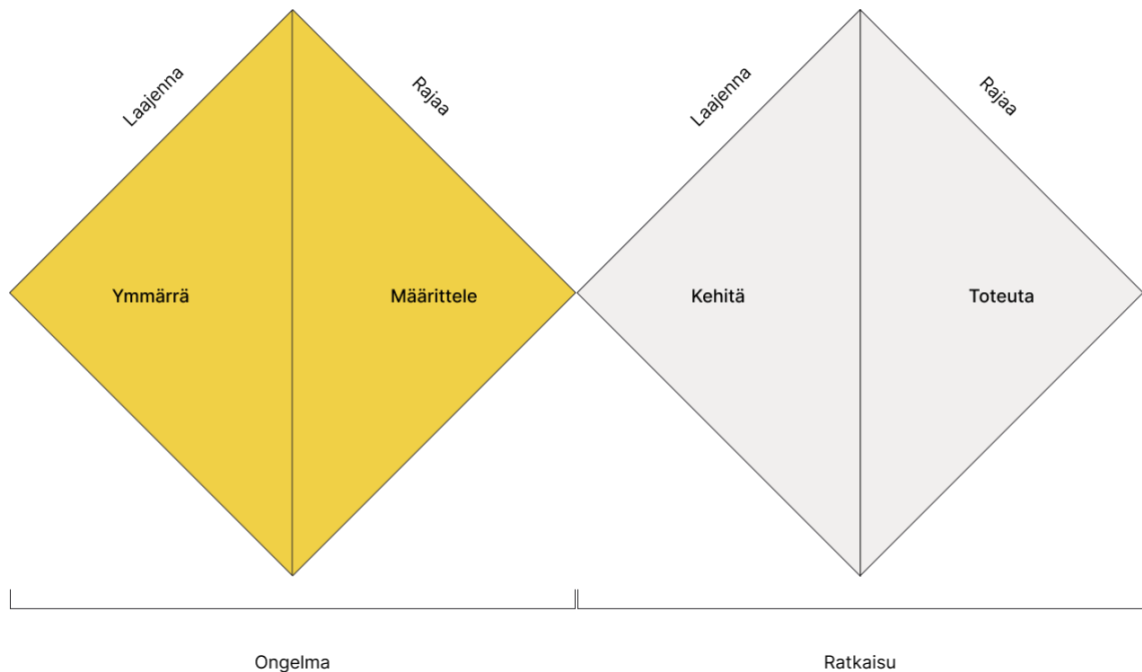 Laajenna
Rajaa
Laajenna
Rajaa
Ymmärrä
Määrittele
Kehitä
Toteuta
Ongelma
Ratkaisu